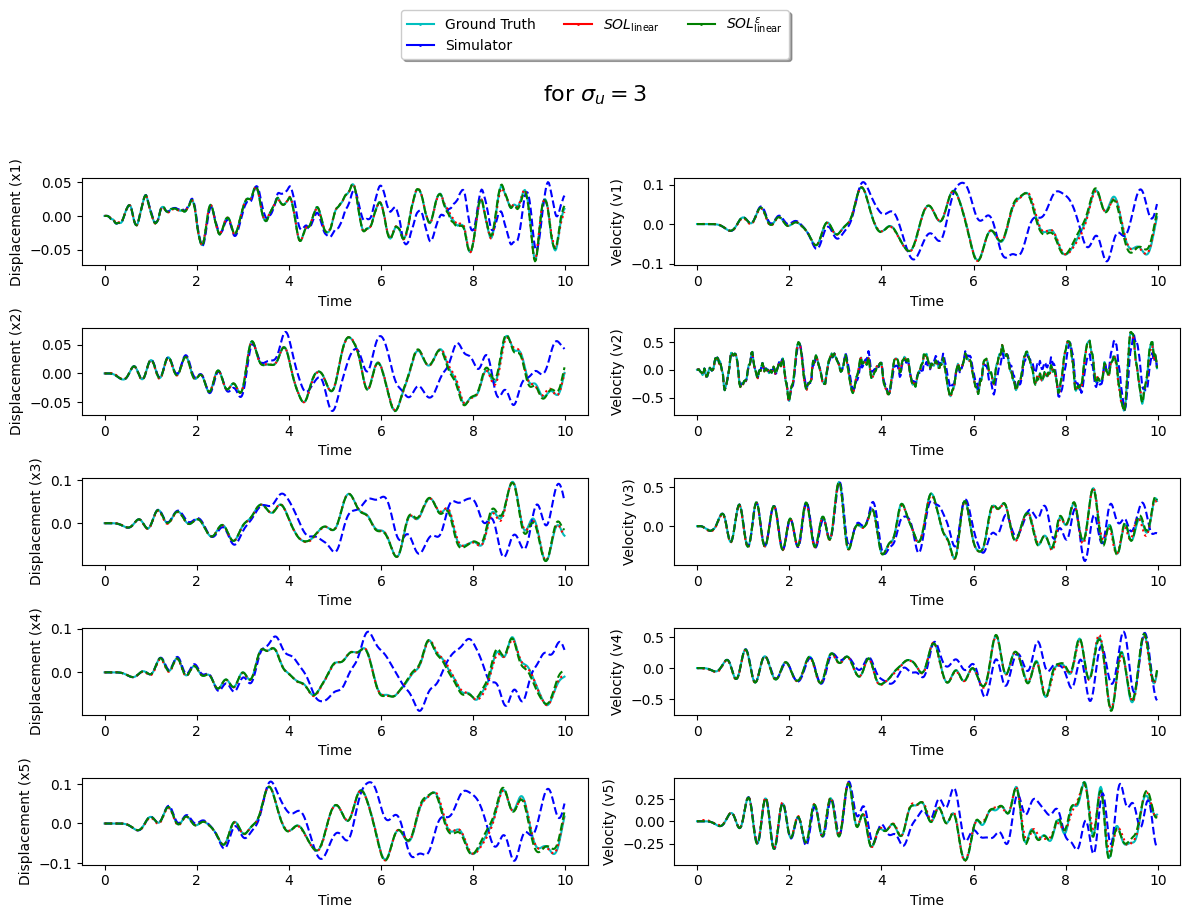 Ground Truth
Simulator
SOL_linear
SOL^ε_linear
for σ_u = 3
Displacement (x1)
0.05
0.00
−0.05
0 2 4 6 8 10
Time
Velocity (v1)
0.1
0.0
−0.1
0 2 4 6 8 10
Time
Displacement (x2)
0.05
0.00
−0.05
0 2 4 6 8 10
Time
Velocity (v2)
0.5
0.0
−0.5
0 2 4 6 8 10
Time
Displacement (x3)
0.1
0.0
0 2 4 6 8 10
Time
Velocity (v3)
0.5
0.0
0 2 4 6 8 10
Time
Displacement (x4)
0.1
0.0
0 2 4 6 8 10
Time
Velocity (v4)
0.5
0.0
−0.5
0 2 4 6 8 10
Time
Displacement (x5)
0.1
0.0
−0.1
0 2 4 6 8 10
Time
Velocity (v5)
0.25
0.00
−0.25
0 2 4 6 8 10
Time